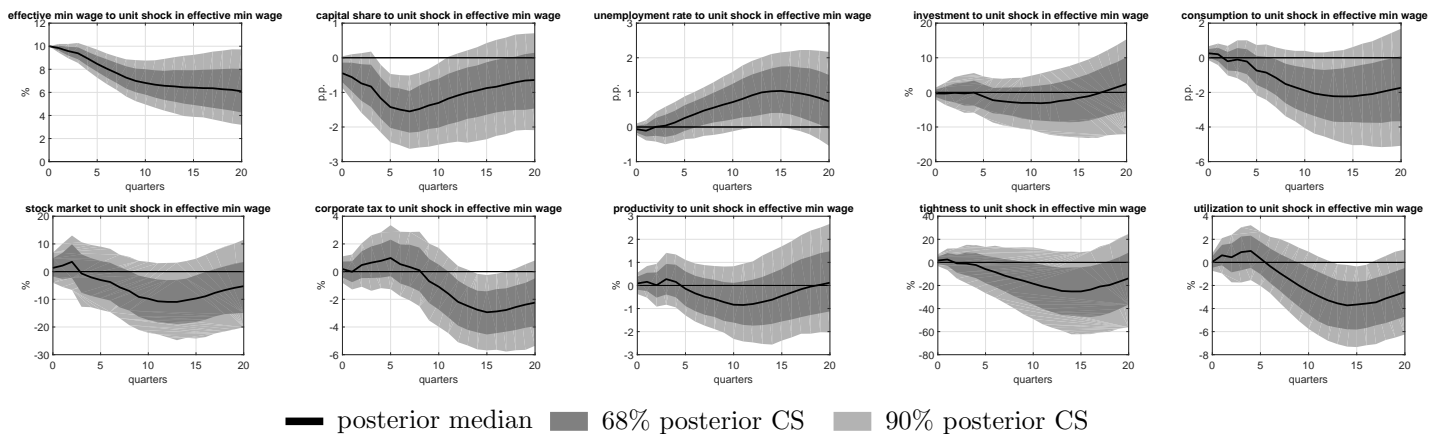 effective min wage to unit shock in effective min wage
12
10
8
6
4
2
0
%
0 5 10 15 20
quarters
capital share to unit shock in effective min wage
1
0
-1
-2
-3
p.p.
0 5 10 15 20
quarters
unemployment rate to unit shock in effective min wage
3
2
1
0
-1
p.p.
0 5 10 15 20
quarters
investment to unit shock in effective min wage
20
10
0
-10
-20
%
0 5 10 15 20
quarters
consumption to unit shock in effective min wage
2
0
-2
-4
-6
p.p.
0 5 10 15 20
quarters
stock market to unit shock in effective min wage
20
10
0
-10
-20
-30
%
0 5 10 15 20
quarters
corporate tax to unit shock in effective min wage
4
2
0
-2
-4
-6
%
0 5 10 15 20
quarters
productivity to unit shock in effective min wage
3
2
1
0
-1
-2
-3
%
0 5 10 15 20
quarters
tightness to unit shock in effective min wage
40
20
0
-20
-40
-60
-80
%
0 5 10 15 20
quarters
utilization to unit shock in effective min wage
4
2
0
-2
-4
-6
-8
%
0 5 10 15 20
quarters
posterior median 68% posterior CS 90% posterior CS